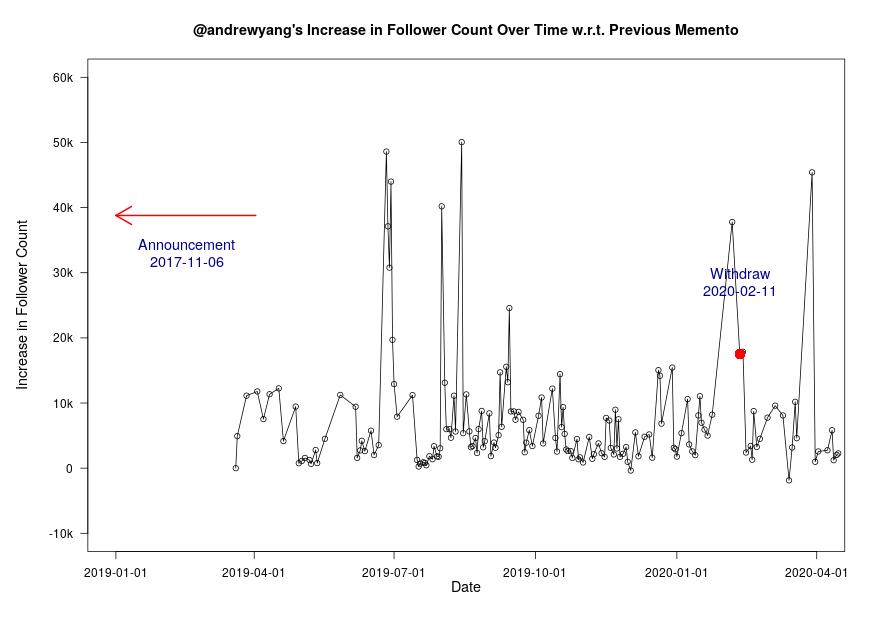 @andrewyang's Increase in Follower Count Over Time w.r.t. Previous Memento
60k
50k
40k
30k
20k
10k
0
-10k
Increase in Follower Count
Announcement
2017-11-06
Withdraw
2020-02-11
2019-01-01 2019-04-01 2019-07-01 2019-10-01 2020-01-01 2020-04-01
Date